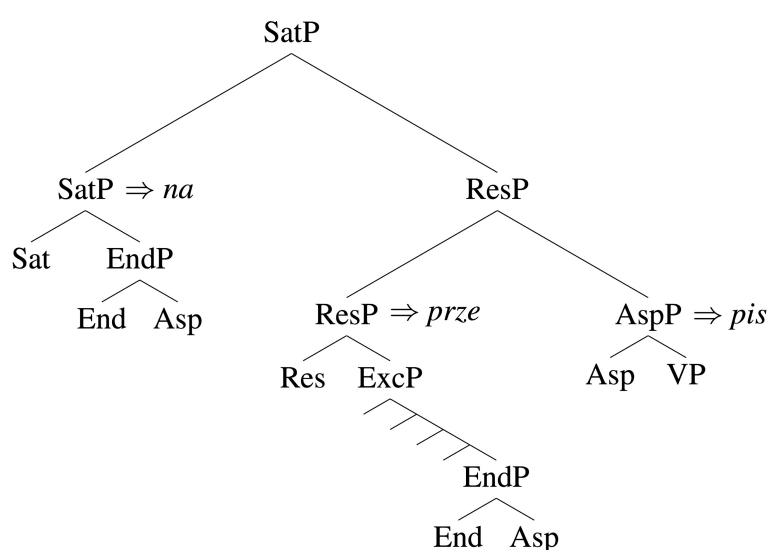 SatP
SatP ⇒ na ResP
Sat EndP
End Asp ResP ⇒ prze AspP ⇒ pis
Res ExcP Asp VP
EndP
End Asp